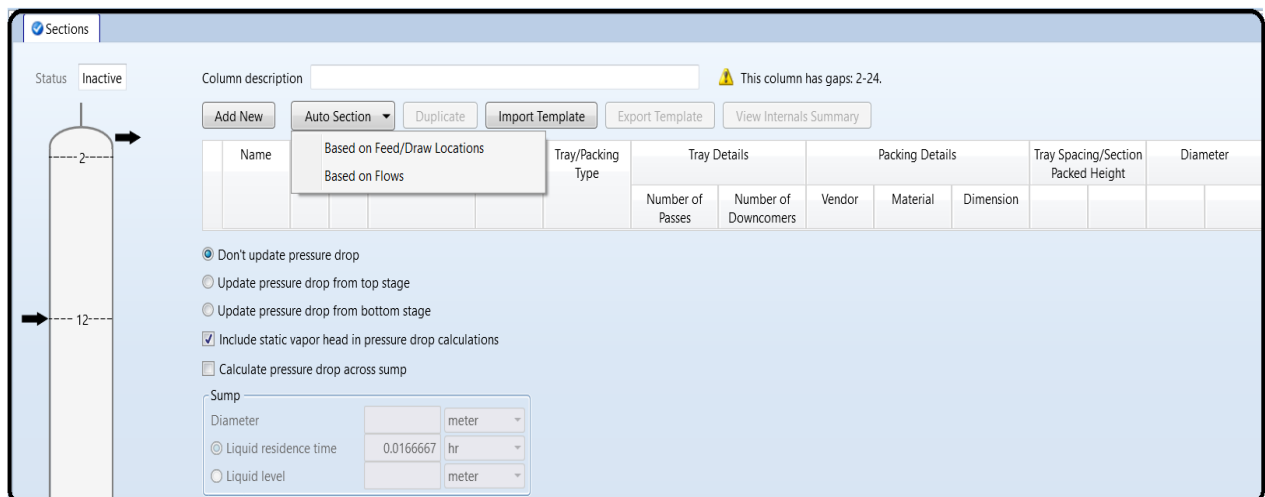 Sections
Status Inactive
Column description
This column has gaps: 2-24.
Add New Auto Section Duplicate Import Template Export Template View Internals Summary
Based on Feed/Draw Locations
Based on Flows
Name Tray/Packing Type Tray Details Packing Details Tray Spacing/Section Packed Height Diameter
Number of Passes Number of Downcomers Vendor Material Dimension
2
12
Don't update pressure drop
Update pressure drop from top stage
Update pressure drop from bottom stage
Include static vapor head in pressure drop calculations
Calculate pressure drop across sump
Sump
Diameter meter
Liquid residence time 0.0166667 hr
Liquid level meter